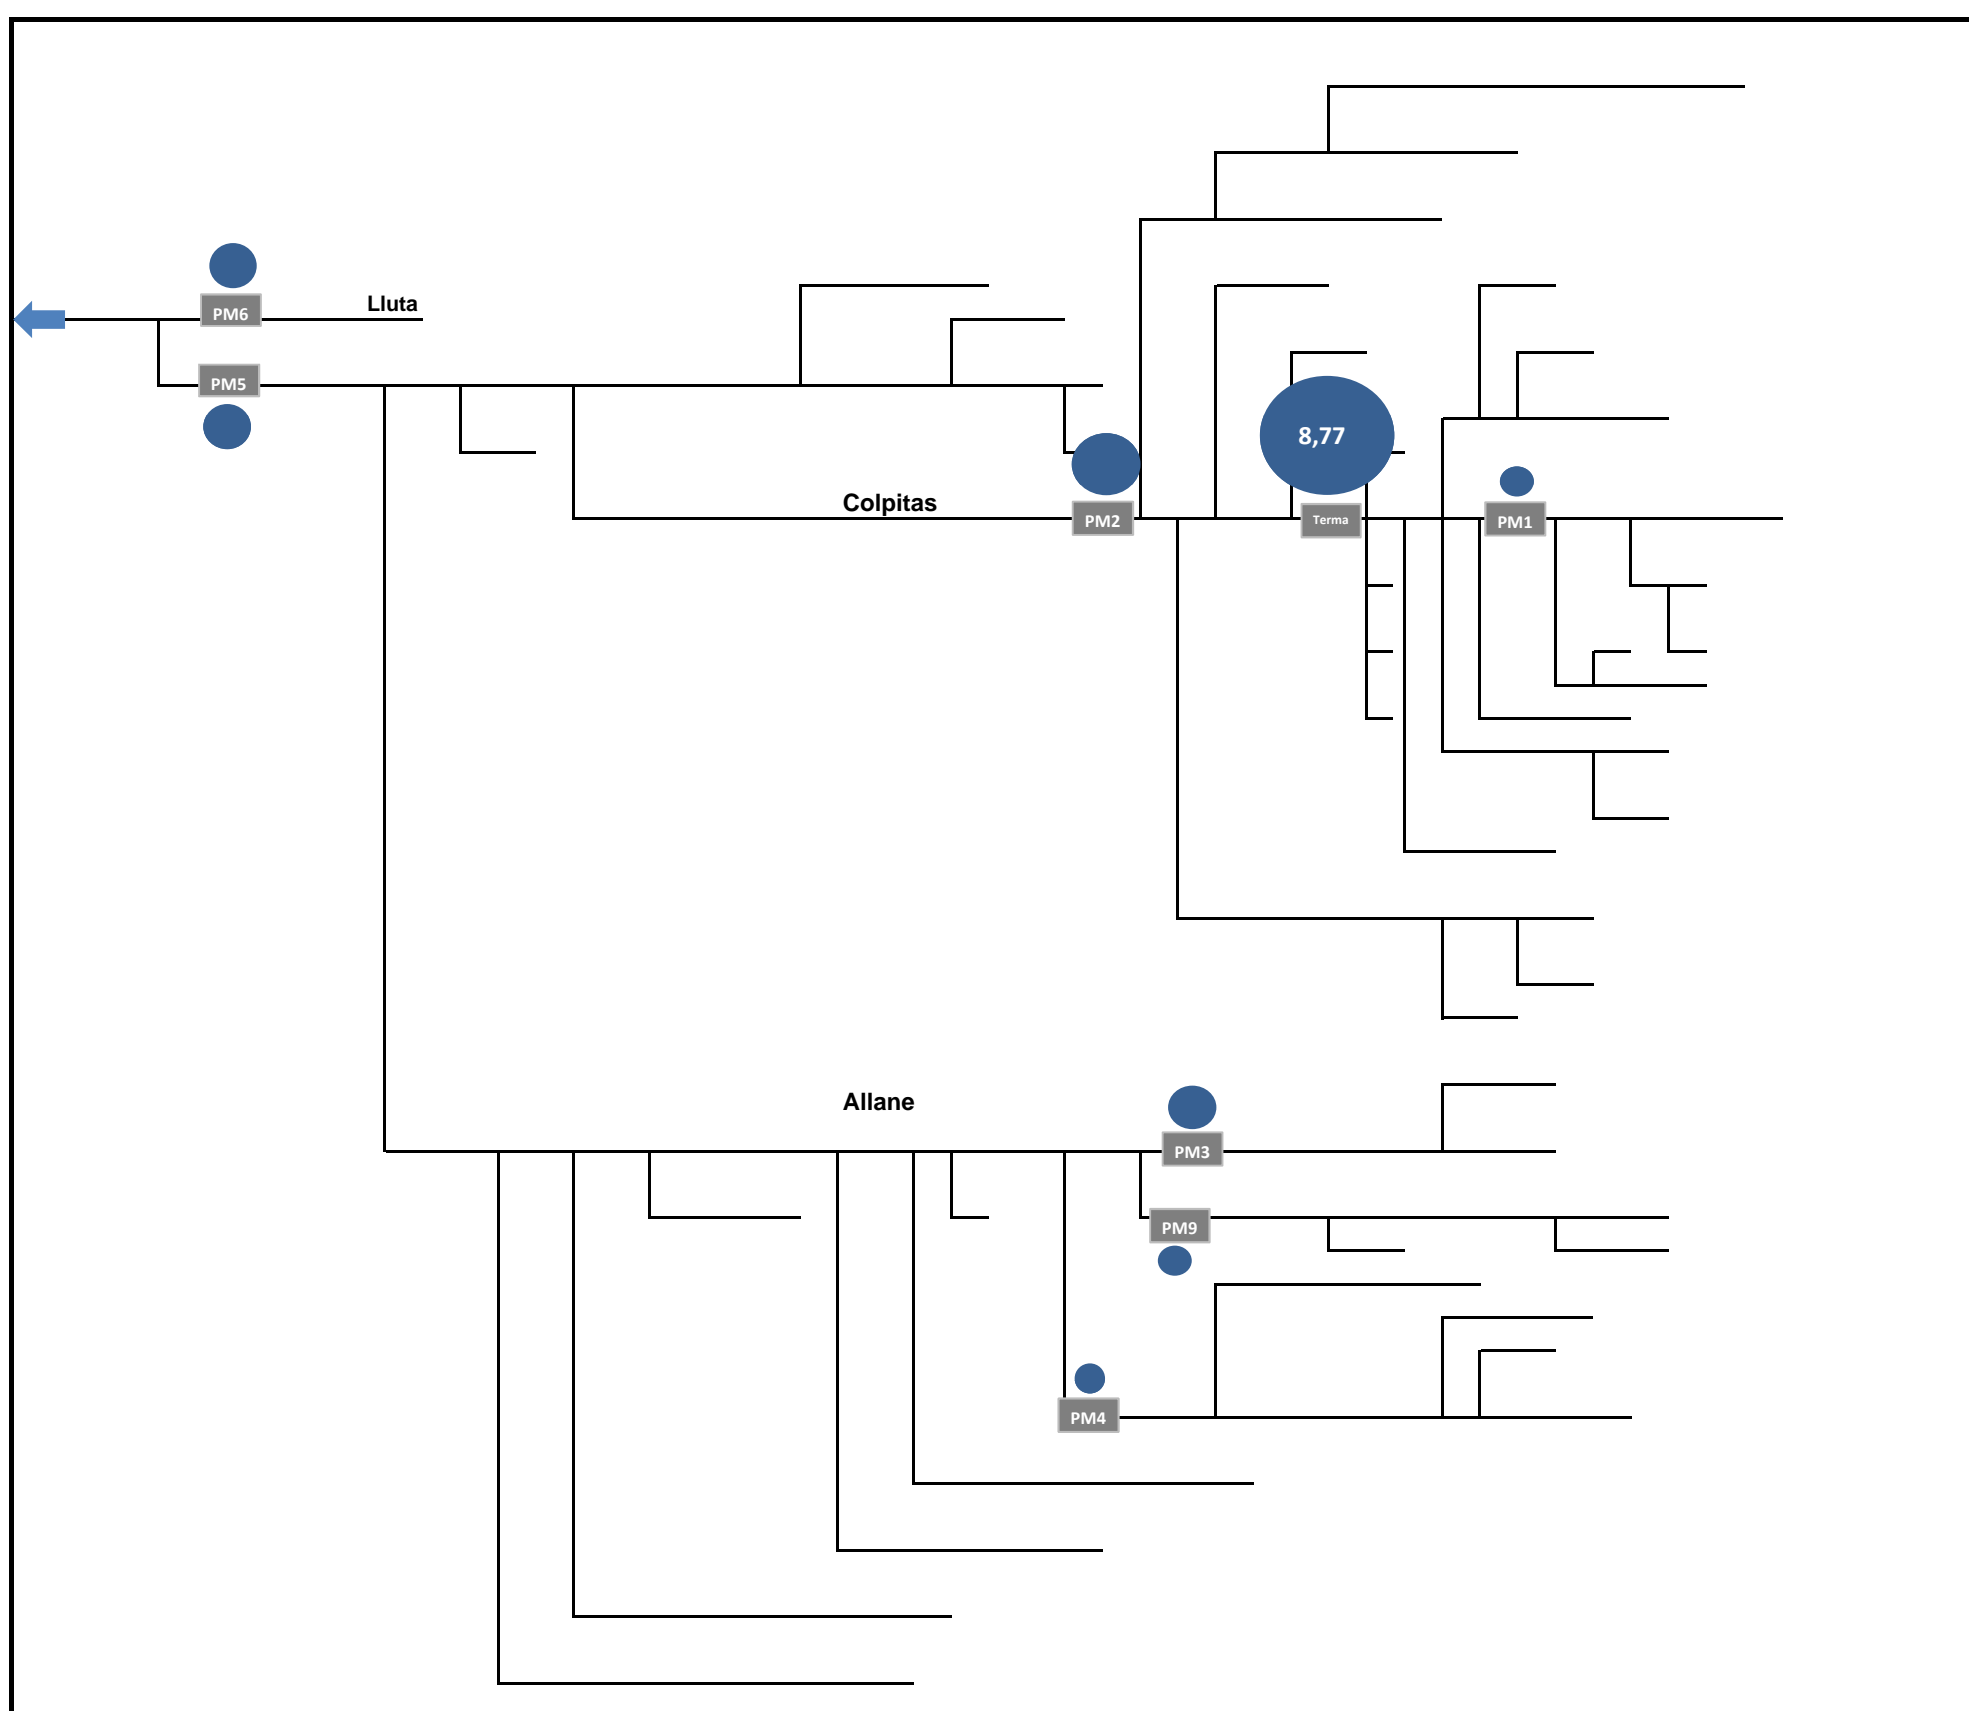 PM6
Lluta
PM5
8,77
Colpitas
PM2
Terma
PM1
Allane
PM3
PM9
PM4